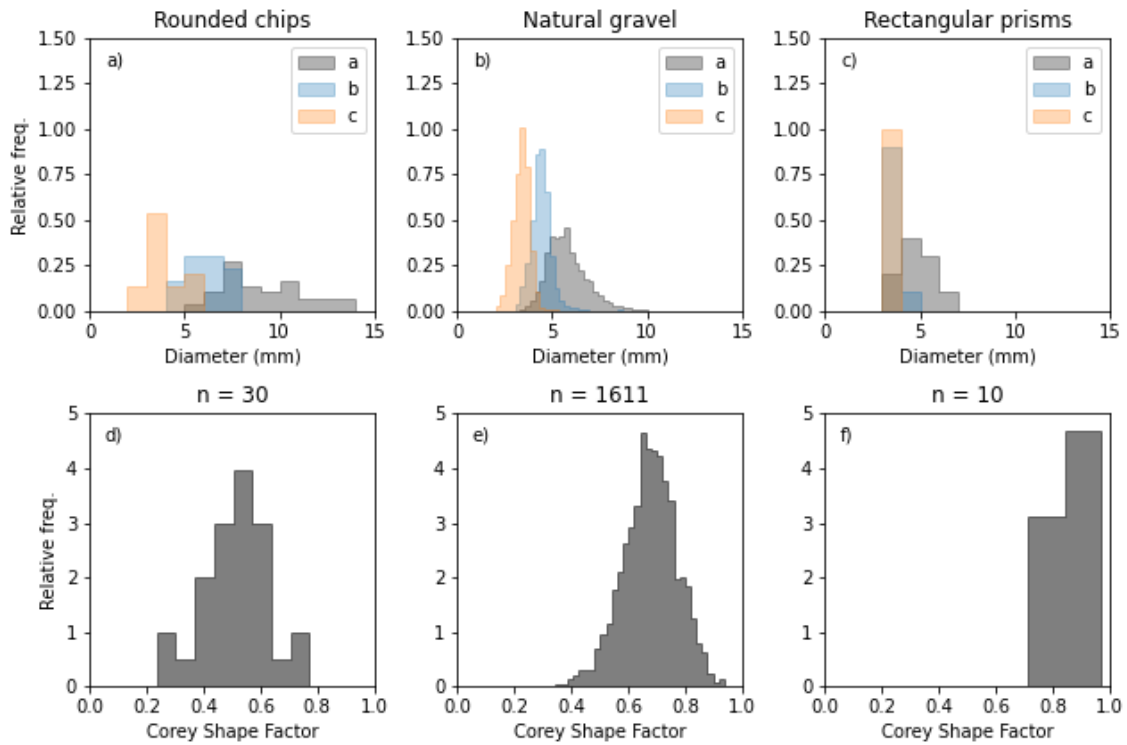 Rounded chips
Natural gravel
Rectangular prisms
a)
a
b
c
1.50
1.25
1.00
0.75
0.50
0.25
0.00
Relative freq.
0
5
10
15
Diameter (mm)
b)
a
b
c
1.50
1.25
1.00
0.75
0.50
0.25
0.00
0
5
10
15
Diameter (mm)
c)
a
b
c
1.50
1.25
1.00
0.75
0.50
0.25
0.00
0
5
10
15
Diameter (mm)
n = 30
d)
5
4
3
2
1
0
Relative freq.
0.0
0.2
0.4
0.6
0.8
1.0
Corey Shape Factor
n = 1611
e)
5
4
3
2
1
0
0.0
0.2
0.4
0.6
0.8
1.0
Corey Shape Factor
n = 10
f)
5
4
3
2
1
0
0.0
0.2
0.4
0.6
0.8
1.0
Corey Shape Factor